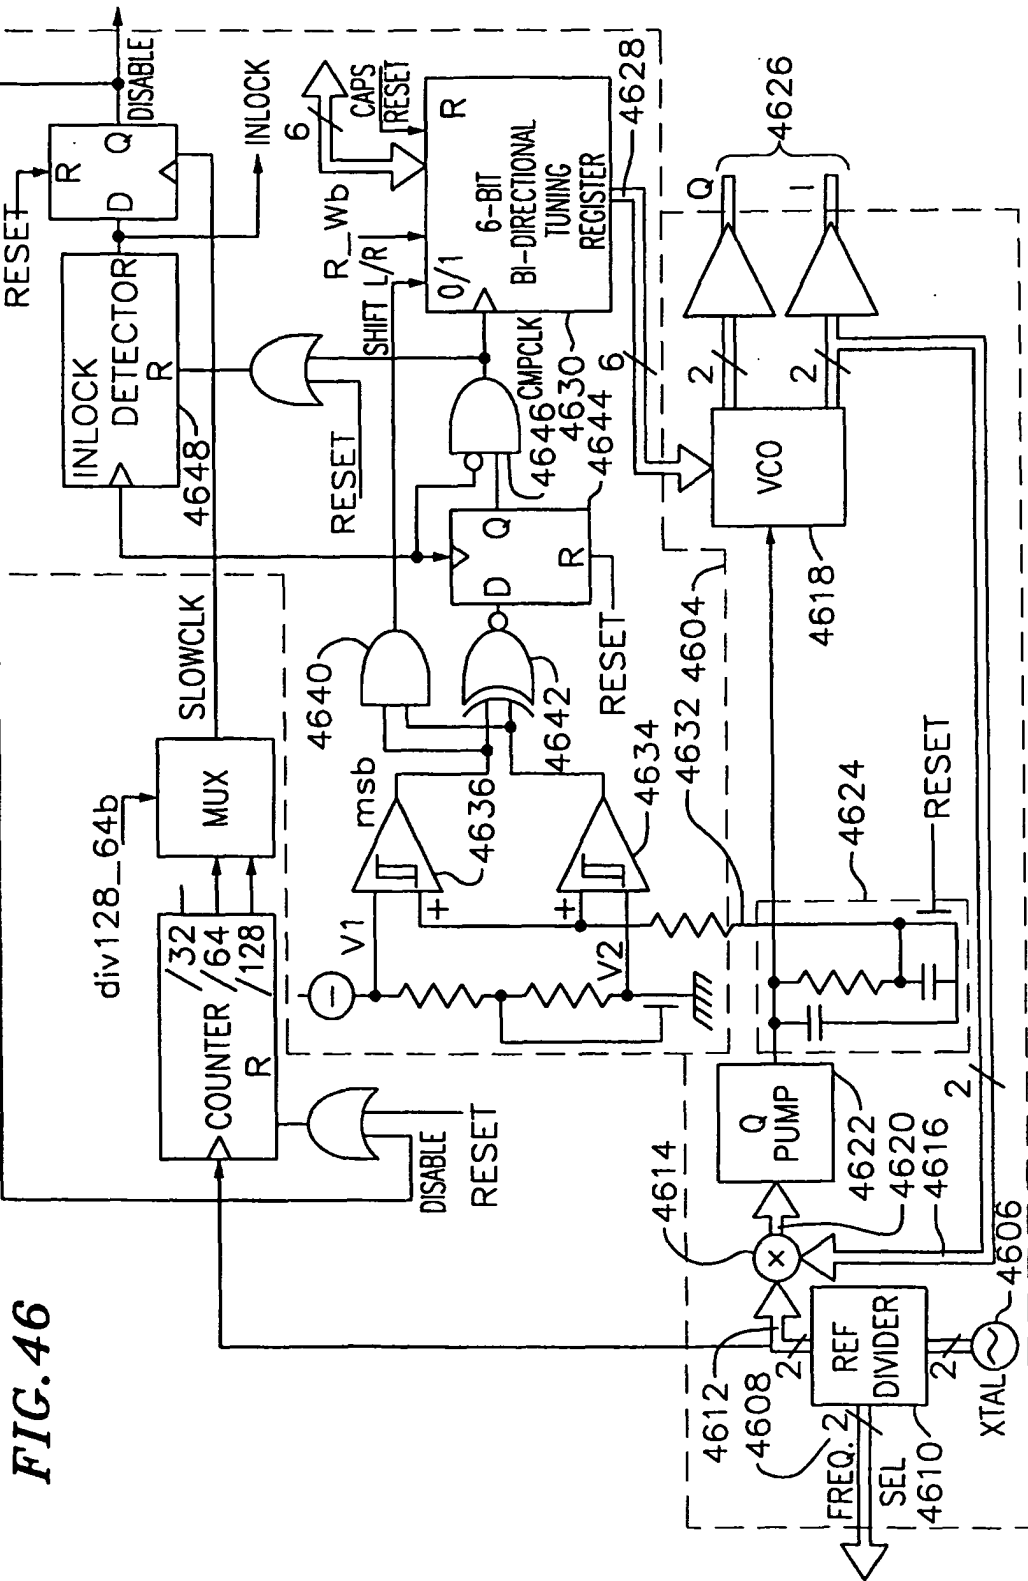 FIG.46
DISABLE
Q
R
D
RESET
INLOCK
INLOCK
DETECTOR
R
4648
RESET
6
CAPS
RESET
R_Wb
SHIFT L/R
R
0/1
6-BIT
BI-DIRECTIONAL
TUNING
REGISTER
4628
CMPCLK
4630
4646
4644
6
Q
D
R
RESET
4626
Q
I
2
2
VCO
4618
4604
4632
SLOWCLK
MUX
div128_64b
/32
/64
/128
COUNTER
R
DISABLE
RESET
4640
4642
msb
4636
4634
V1
V2
+
+
4624
RESET
Q
PUMP
4622
4620
4616
4614
2
4612
4608
2
REF
DIVIDER
2
FREQ.
SEL
2
4610
XTAL
4606